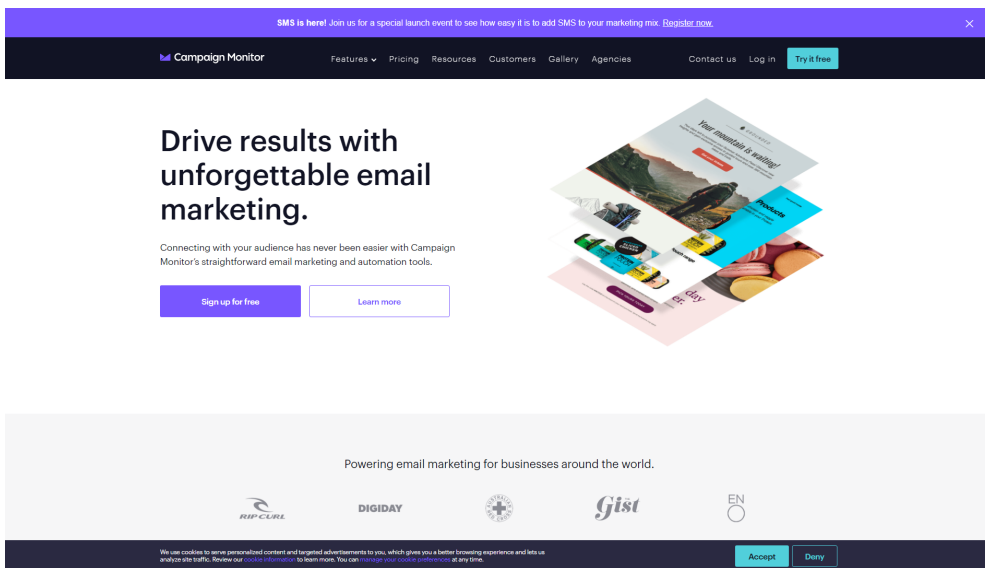 SMS is here! Join us for a special launch event to see how easy it is to add SMS to your marketing mix. Register now.
Campaign Monitor
Features Pricing Resources Customers Gallery Agencies
Contact us Log in Try it free
Drive results with
unforgettable email
marketing.
Connecting with your audience has never been easier with Campaign
Monitor's straightforward email marketing and automation tools.
Sign up for free
Learn more
Your mountain is waiting!
Products
day
er.
Powering email marketing for businesses around the world.
RIP CURL
DIGIDAY
AUSTRALIAN RED CROSS
Gišt
EN
O
We use cookies to serve personalized content and targeted advertisements to you, which gives you a better browsing experience and lets us
analyze site traffic. Review our cookie information to learn more. You can manage your cookie preferences at any time.
Accept
Deny